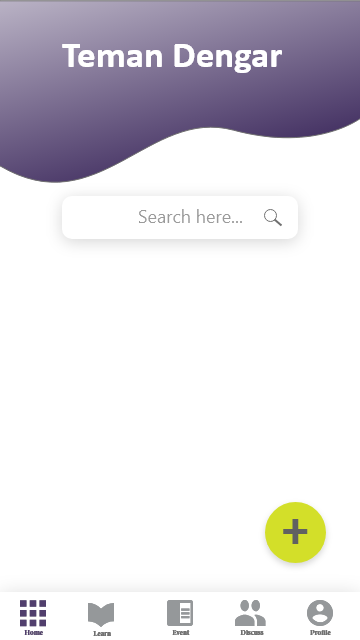 Teman Dengar
Search here...
Home
Learn
Event
Discuss
Profile